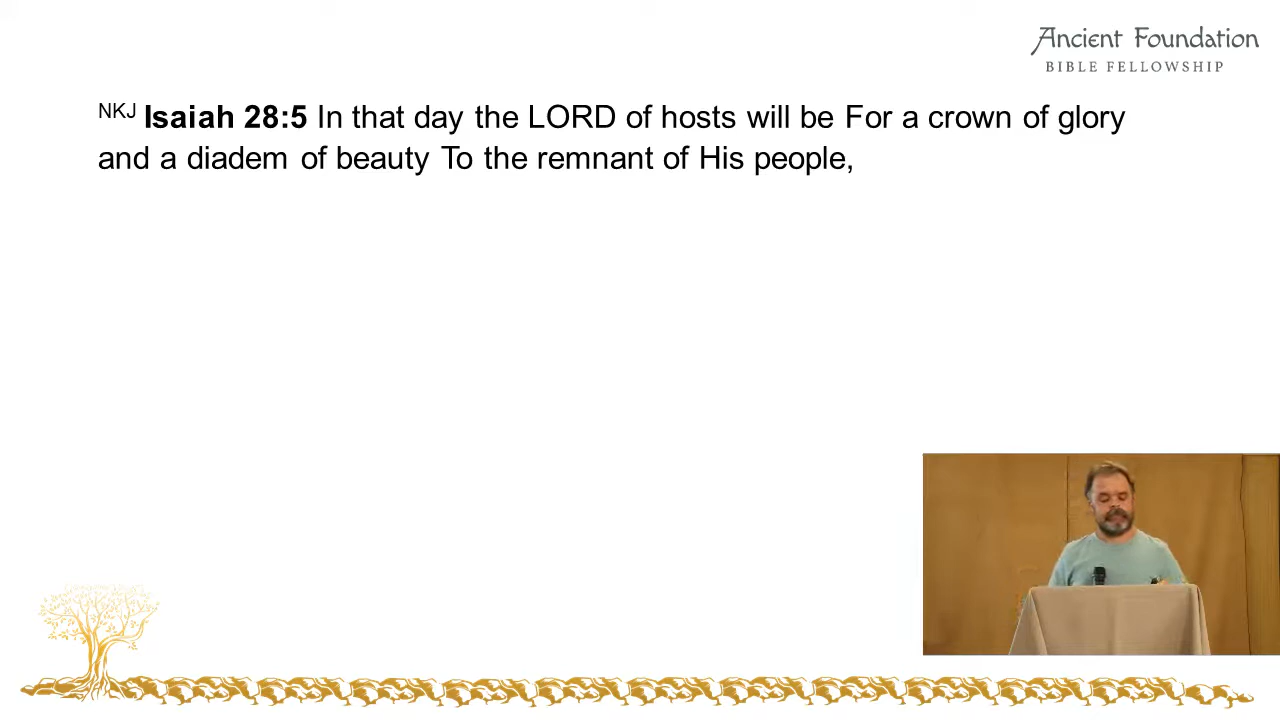 Ancient Foundation
BIBLE FELLOWSHIP
NKJ Isaiah 28:5 In that day the LORD of hosts will be For a crown of glory
and a diadem of beauty To the remnant of His people,